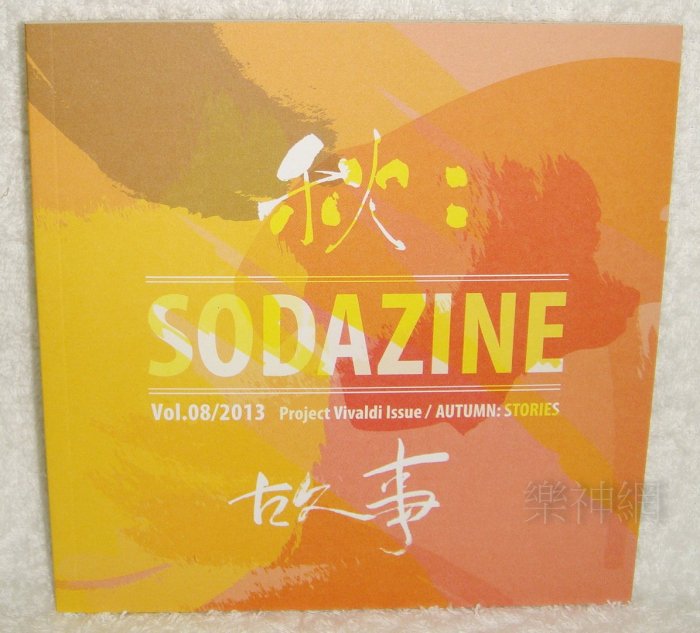 秋：
SODAZINE
Vol.08/2013 Project Vivaldi Issue / AUTUMN: STORIES
故事
樂神網